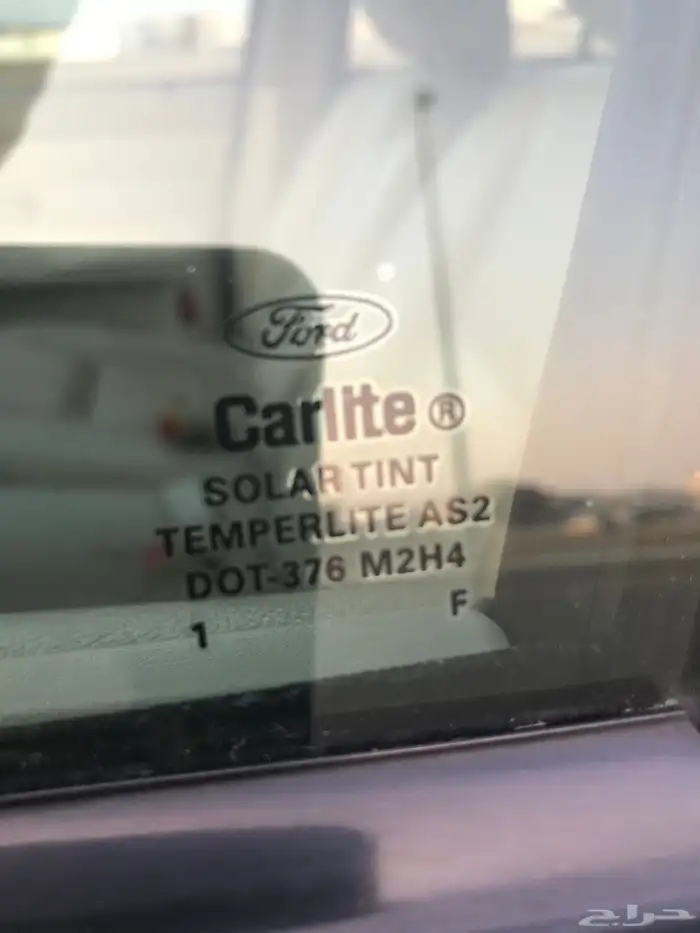 Ford
Carlite ®
SOLAR TINT
TEMPERLITE AS2
DOT-376 M2H4
1 F
حراج